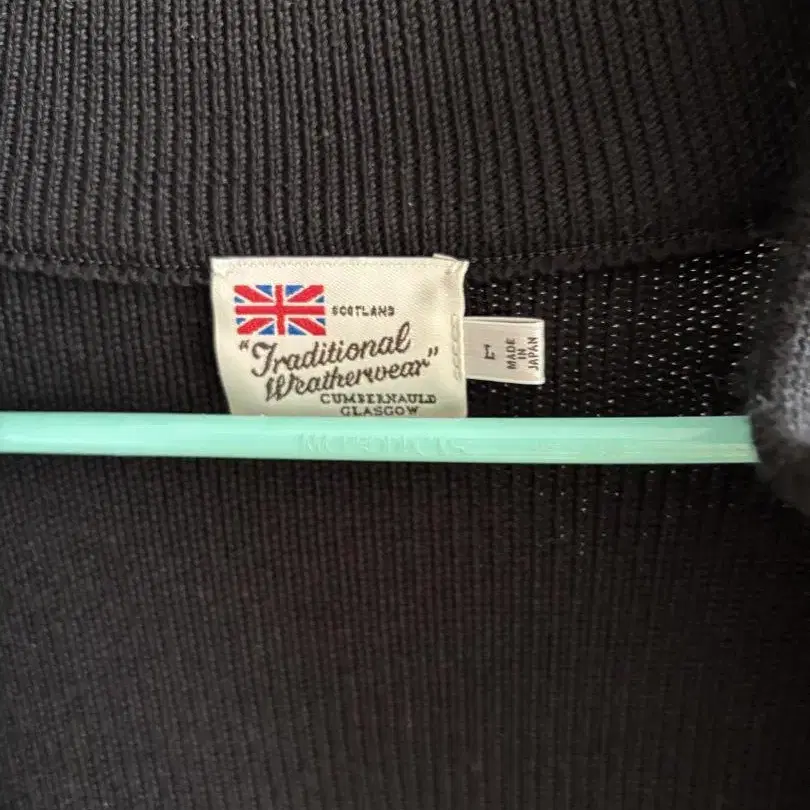 SCOTLAND
"Traditional
Weatherwear"
CUMBERNAULD
GLASGOW
L
MADE
IN
JAPAN